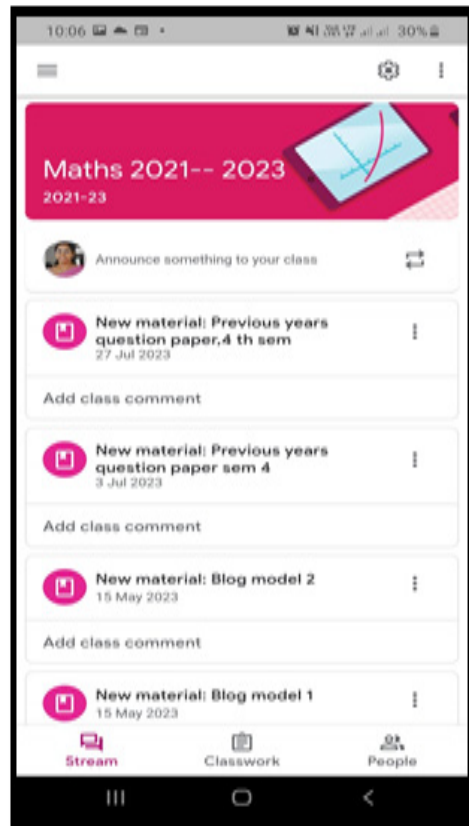 10:06
30%
Maths 2021-- 2023
2021-23
Announce something to your class
New material: Previous years
question paper,4 th sem
27 Jul 2023
Add class comment
New material: Previous years
question paper sem 4
3 Jul 2023
Add class comment
New material: Blog model 2
15 May 2023
Add class comment
New material: Blog model 1
15 May 2023
Stream Classwork People